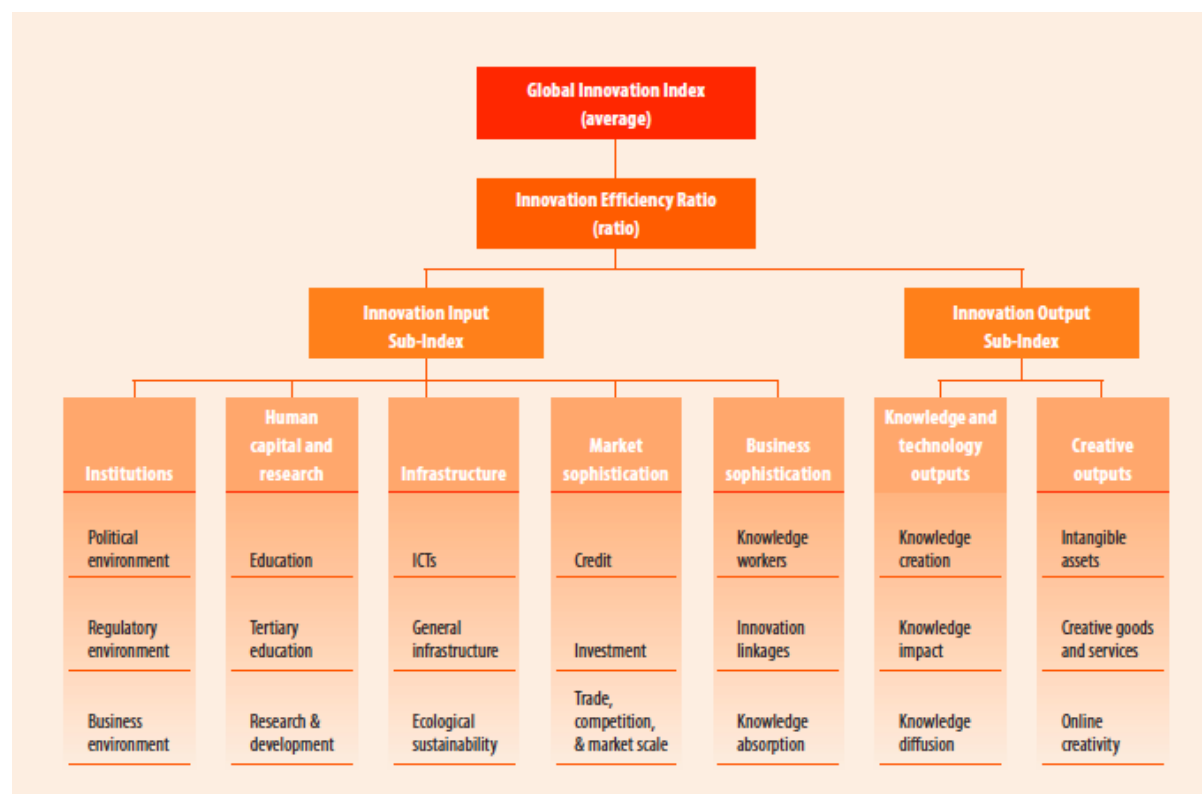 Global Innovation Index
(average)
Innovation Efficiency Ratio
(ratio)
Innovation Input
Sub-Index
Innovation Output
Sub-Index
Institutions
Human
capital and
research
Infrastructure
Market
sophistication
Business
sophistication
Knowledge and
technology
outputs
Creative
outputs
Political
environment
Education
ICTs
Credit
Knowledge
workers
Knowledge
creation
Intangible
assets
Regulatory
environment
Tertiary
education
General
infrastructure
Investment
Innovation
linkages
Knowledge
impact
Creative goods
and services
Business
environment
Research &
development
Ecological
sustainability
Trade,
competition,
& market scale
Knowledge
absorption
Knowledge
diffusion
Online
creativity